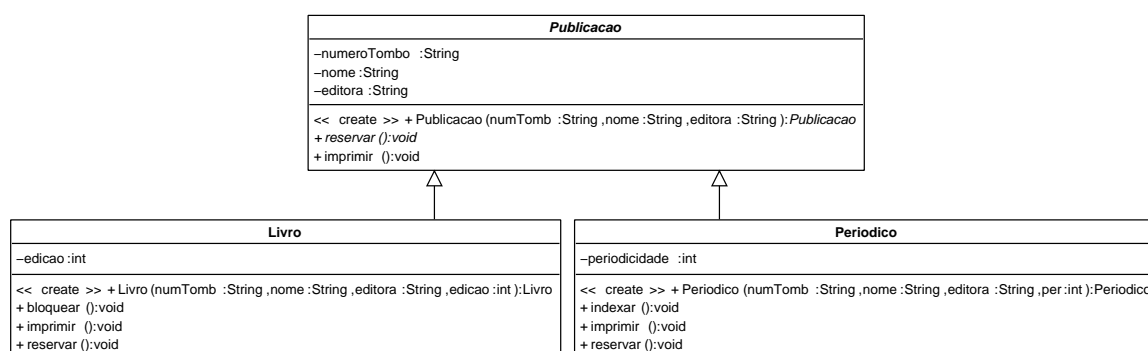 Publicacao
−numeroTombo :String
−nome :String
−editora :String
<< create >> + Publicacao (numTomb :String ,nome :String ,editora :String ): Publicacao
+ reservar ():void
+ imprimir ():void
Livro
−edicao :int
<< create >> + Livro (numTomb :String ,nome :String ,editora :String ,edicao :int ):Livro
+ bloquear ():void
+ imprimir ():void
+ reservar ():void
Periodico
−periodicidade :int
<< create >> + Periodico (numTomb :String ,nome :String ,editora :String ,per :int ):Periodico
+ indexar ():void
+ imprimir ():void
+ reservar ():void